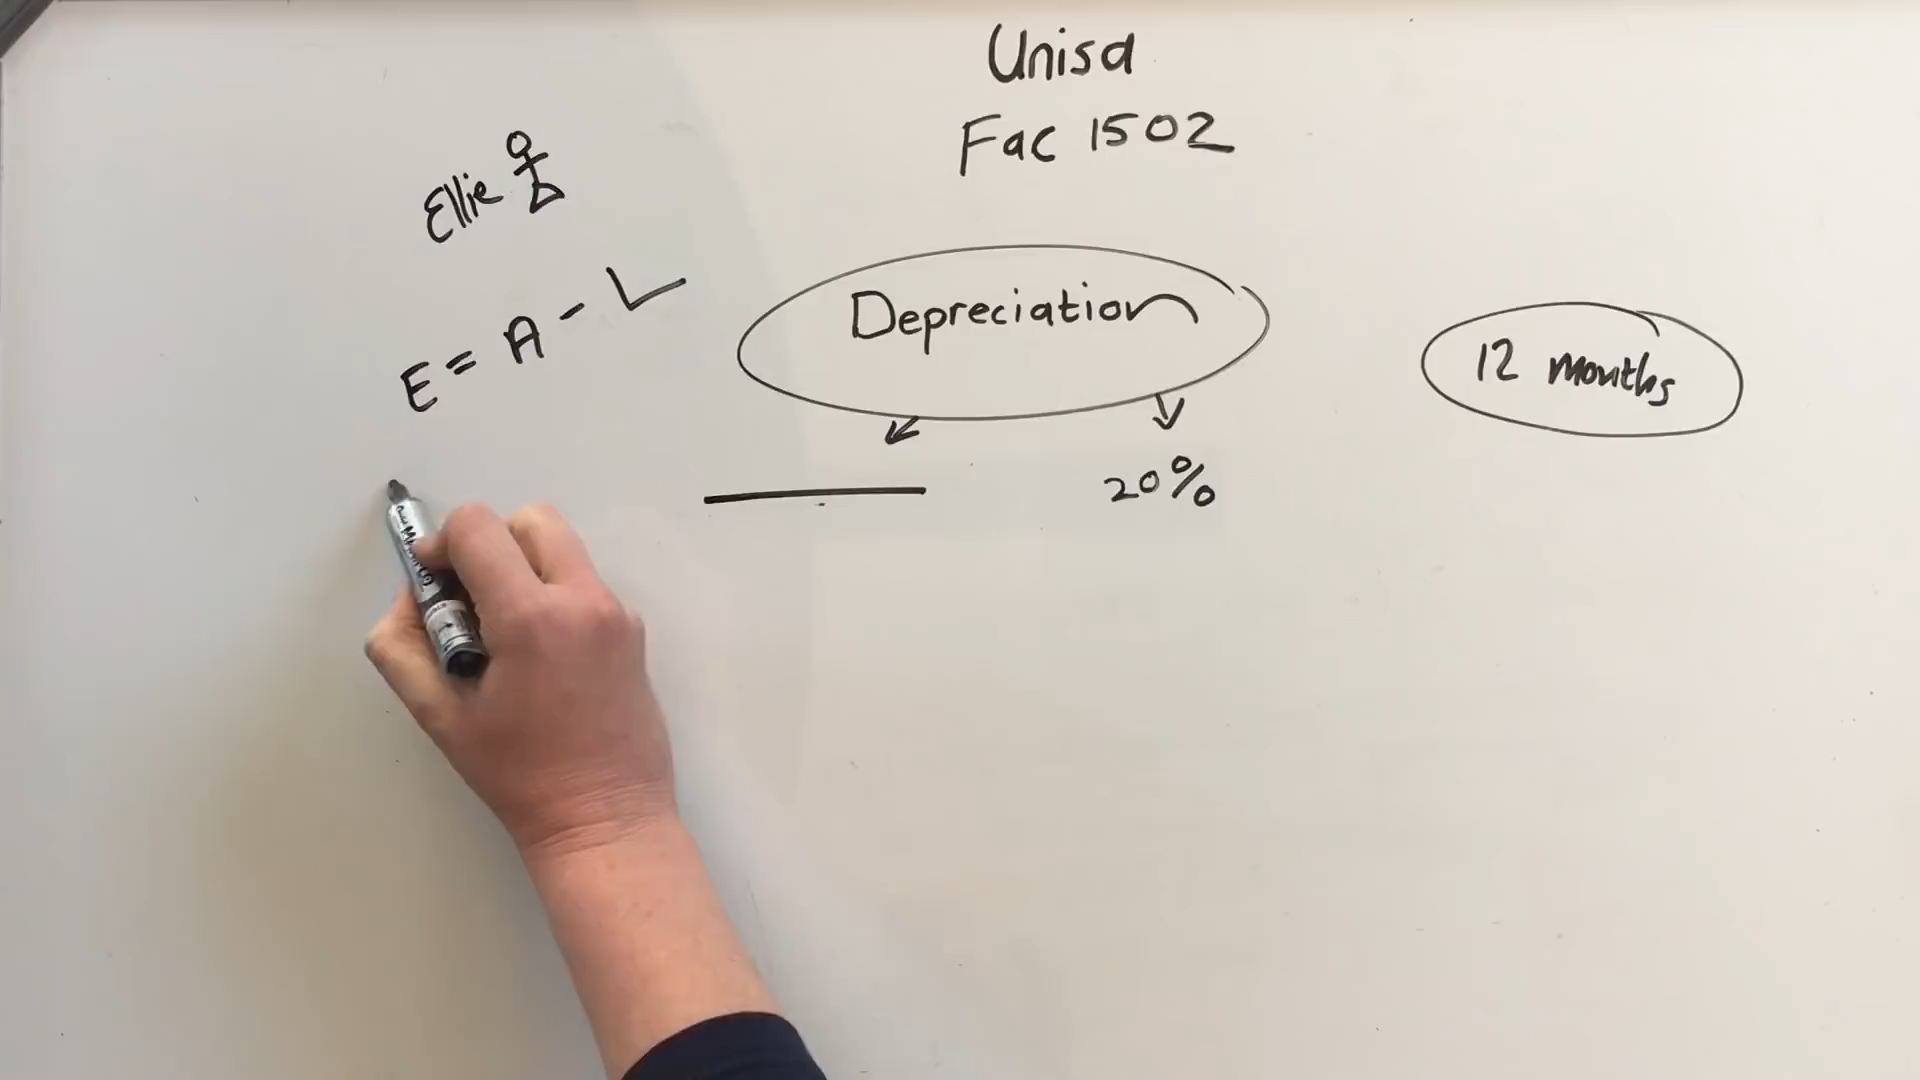 Unisa
Fac 1502
Ellie
E = A - L
Depreciation
20%
12 months